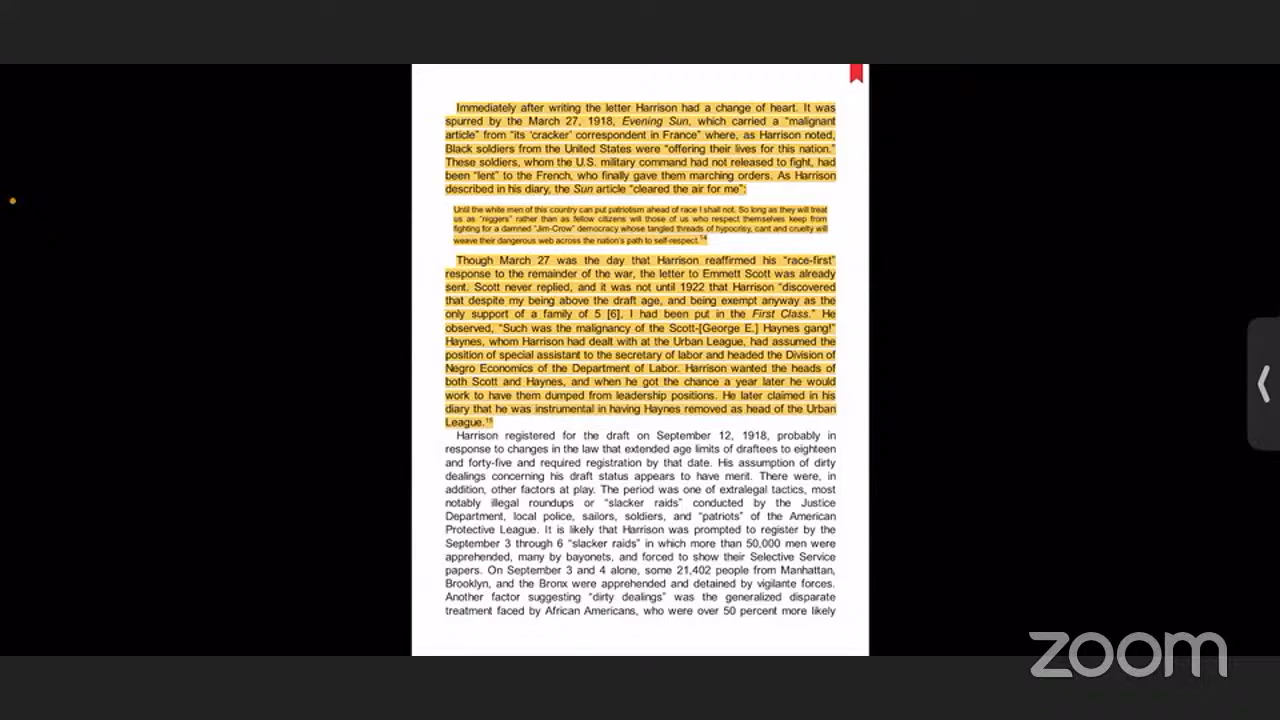 Immediately after writing the letter Harrison had a change of heart. It was
spurred by the March 27, 1918, Evening Sun, which carried a “malignant
article” from “its ‘cracker’ correspondent in France” where, as Harrison noted,
Black soldiers from the United States were “offering their lives for this nation.”
These soldiers, whom the U.S. military command had not released to fight, had
been “lent” to the French, who finally gave them marching orders. As Harrison
described in his diary, the Sun article “cleared the air for me”:
Until the white men of this country can put patriotism ahead of race I shall not. So long as they will treat
us as “niggers” rather than as fellow citizens will those of us who respect themselves keep from
fighting for a damned “Jim-Crow” democracy whose tangled threads of hypocrisy, cant and cruelty will
weave their dangerous web across the nation's path to self-respect.14
Though March 27 was the day that Harrison reaffirmed his “race-first”
response to the remainder of the war, the letter to Emmett Scott was already
sent. Scott never replied, and it was not until 1922 that Harrison “discovered
that despite my being above the draft age, and being exempt anyway as the
only support of a family of 5 [6], I had been put in the First Class.” He
observed, “Such was the malignancy of the Scott-[George E.] Haynes gang!”
Haynes, whom Harrison had dealt with at the Urban League, had assumed the
position of special assistant to the secretary of labor and headed the Division of
Negro Economics of the Department of Labor. Harrison wanted the heads of
both Scott and Haynes, and when he got the chance a year later he would
work to have them dumped from leadership positions. He later claimed in his
diary that he was instrumental in having Haynes removed as head of the Urban
League.15
Harrison registered for the draft on September 12, 1918, probably in
response to changes in the law that extended age limits of draftees to eighteen
and forty-five and required registration by that date. His assumption of dirty
dealings concerning his draft status appears to have merit. There were, in
addition, other factors at play. The period was one of extralegal tactics, most
notably illegal roundups or “slacker raids” conducted by the Justice
Department, local police, sailors, soldiers, and “patriots” of the American
Protective League. It is likely that Harrison was prompted to register by the
September 3 through 6 “slacker raids” in which more than 50,000 men were
apprehended, many by bayonets, and forced to show their Selective Service
papers. On September 3 and 4 alone, some 21,402 people from Manhattan,
Brooklyn, and the Bronx were apprehended and detained by vigilante forces.
Another factor suggesting “dirty dealings” was the generalized disparate
treatment faced by African Americans, who were over 50 percent more likely
zoom